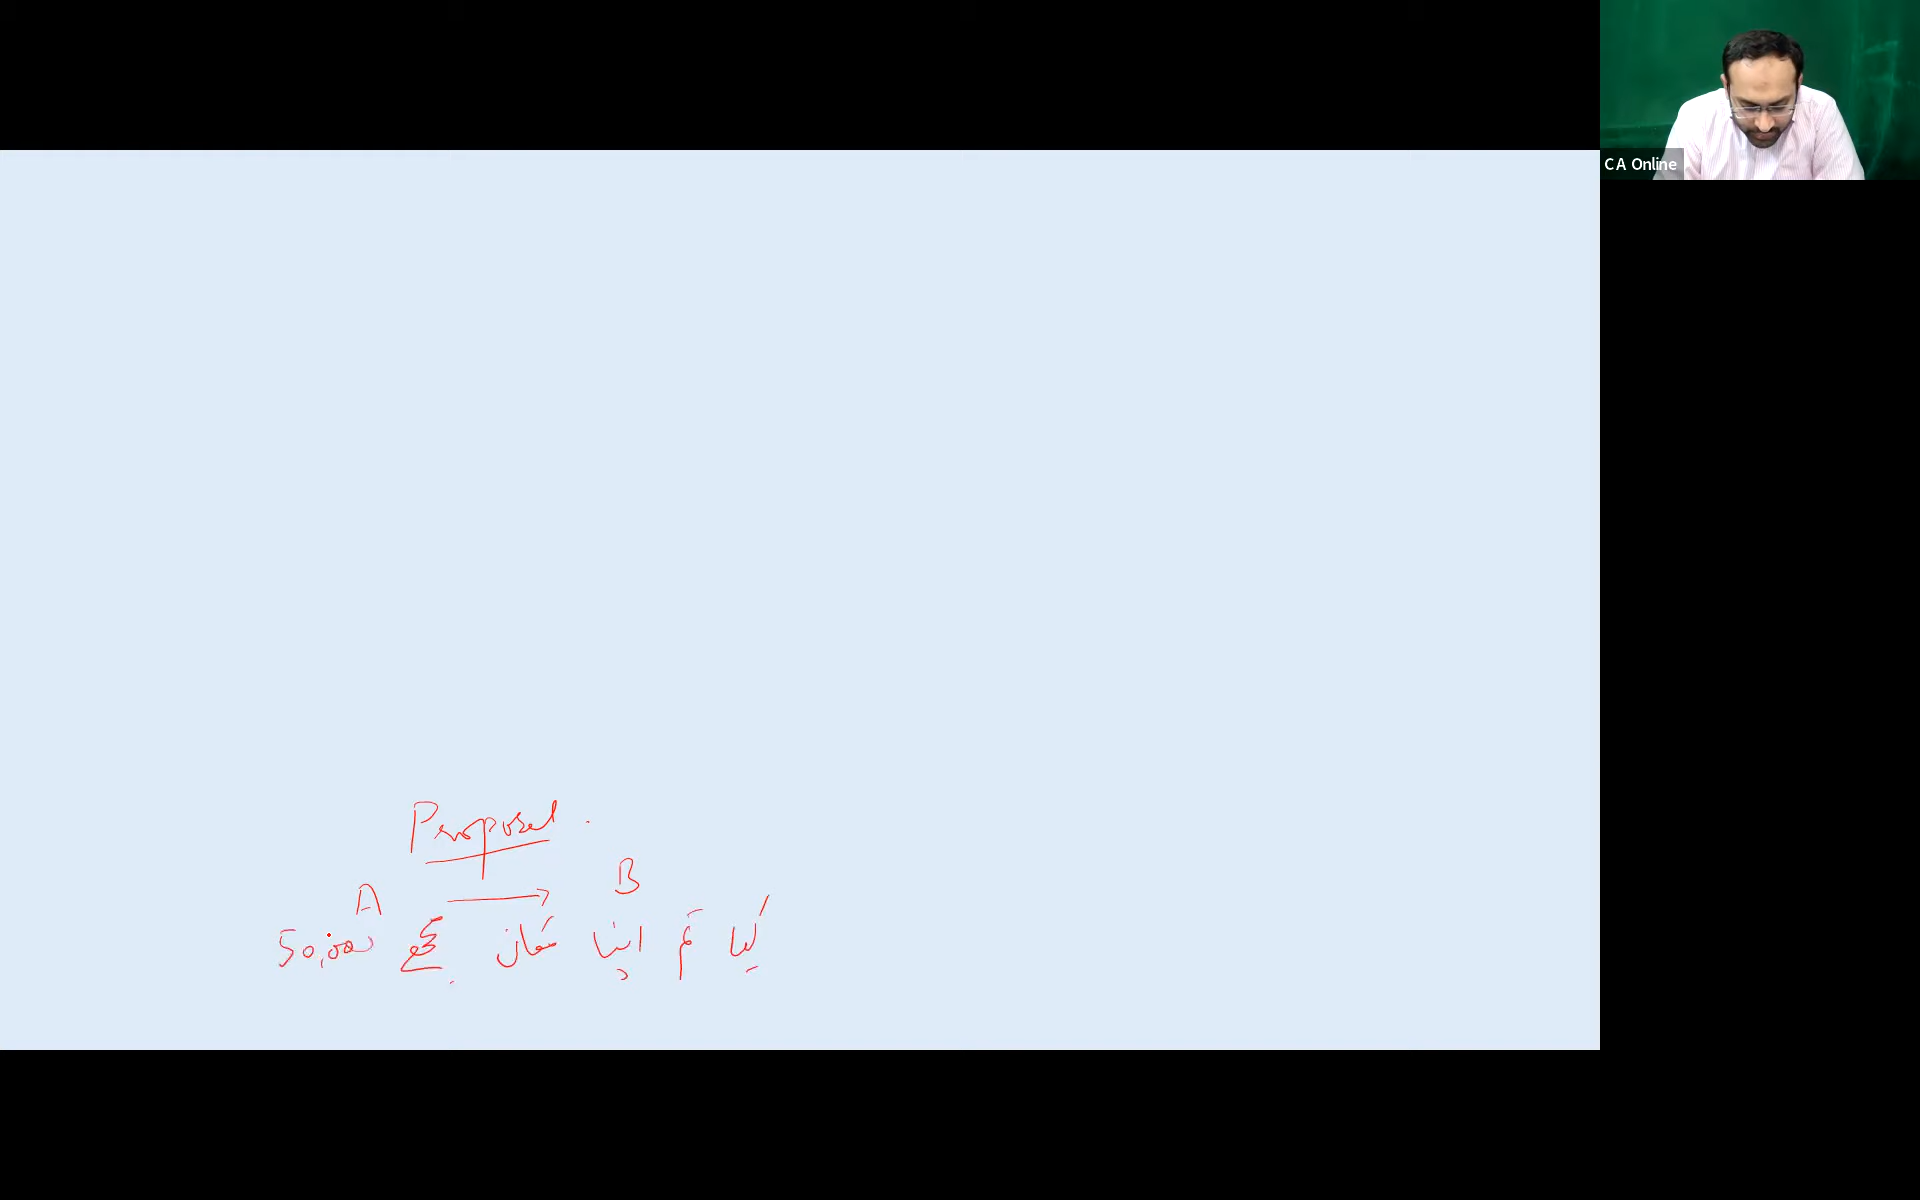 CA Online
Proposal
A → B
کیا تم اپنا مکان مجھے 50,000